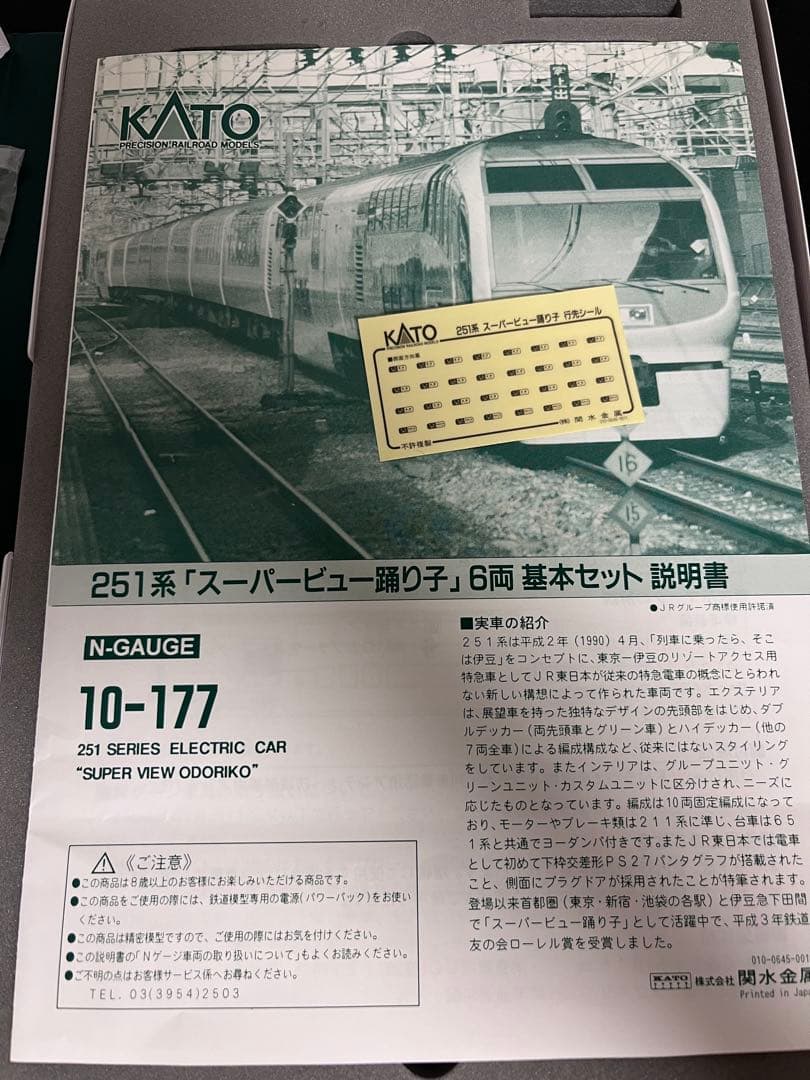 KATO
PRECISION RAILROAD MODELS
KATO
PRECISION RAILROAD MODELS
251系 スーパービュー踊り子 行先シール
■側面方向幕
不許複製
㈱ 関水金属
16
15
251系「スーパービュー踊り子」6両 基本セット 説明書
●JRグループ商標使用許諾済
N-GAUGE
10-177
251 SERIES ELECTRIC CAR
“SUPER VIEW ODORIKO”
■実車の紹介
251系は平成2年(1990)4月、「列車に乗ったら、そこ
は伊豆」をコンセプトに、東京ー伊豆のリゾートアクセス用
特急車としてJR東日本が従来の特急電車の概念にとらわれ
ない新しい構想によって作られた車両です。エクステリア
は、展望車を持った独特なデザインの先頭部をはじめ、ダブ
ルデッカー(両先頭車とグリーン車)とハイデッカー(他の
7両全車)による編成構成など、従来にはないスタイリング
をしています。またインテリアは、グループユニット・グ
リーンユニット・カスタムユニットに区分けされ、ニーズに
応じたものとなっています。編成は10両固定編成になって
おり、モーターやブレーキ類は211系に準じ、台車は65
1系と共通でヨーダンパ付きです。またJR東日本では電車
として初めて下枠交差形PS27パンタグラフが搭載された
こと、側面にプラグドアが採用されたことが特筆されます。
登場以来首都圏(東京・新宿・池袋の各駅)と伊豆急下田間
で「スーパービュー踊り子」として活躍中で、平成3年鉄道
友の会ローレル賞を受賞しました。
⚠《ご注意》
●この商品は8歳以上のお客様にお楽しみいただける商品です。
●この商品をご使用の際には、鉄道模型専用の電源(パワーパック)をお使い
ください。
●この商品は精密模型ですので、ご使用の際にはお気を付けください。
●この説明書の「Nゲージ車両の取り扱いについて」もよくお読みください。
●ご不明の点はお客様サービス係へお尋ねください。
TEL. 03(3954)2503
010-0645-001
KATO 株式会社 関水金属
Printed in Japa